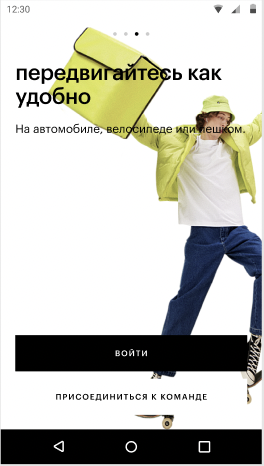 12:30
передвигайтесь как
удобно
На автомобиле, велосипеде или пешком.
ВОЙТИ
ПРИСОЕДИНИТЬСЯ К КОМАНДЕ